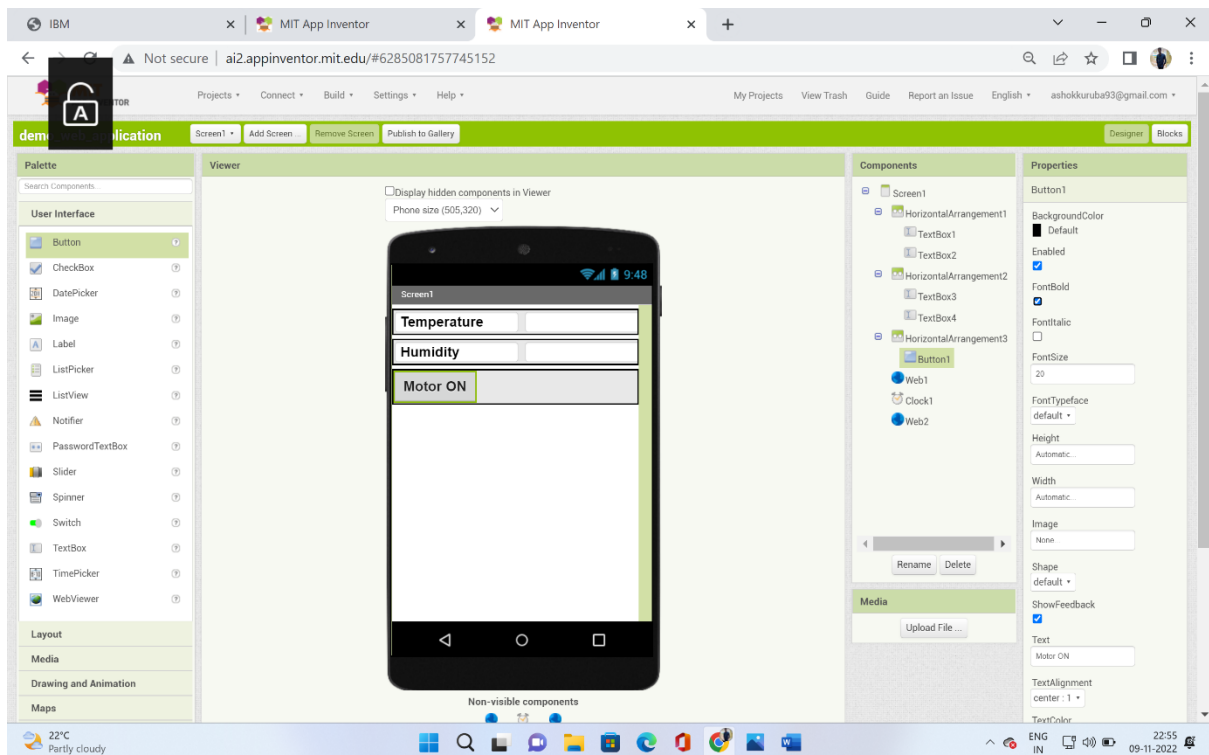 IBM
MIT App Inventor
MIT App Inventor
Not secure
ai2.appinventor.mit.edu/#6285081757745152
A
Projects Connect Build Settings Help
My Projects View Trash Guide Report an Issue English ashokkuruba93@gmail.com
Screen1 Add Screen ... Remove Screen Publish to Gallery
Designer Blocks
Palette
Search Components...
User Interface
Button
CheckBox
DatePicker
Image
Label
ListPicker
ListView
Notifier
PasswordTextBox
Slider
Spinner
Switch
TextBox
TimePicker
WebViewer
Layout
Media
Drawing and Animation
Maps
Viewer
Display hidden components in Viewer
Phone size (505,320)
9:48
Screen1
Temperature
Humidity
Motor ON
Non-visible components
Components
Screen1
HorizontalArrangement1
TextBox1
TextBox2
HorizontalArrangement2
TextBox3
TextBox4
HorizontalArrangement3
Button1
Web1
Clock1
Web2
Rename Delete
Media
Upload File ...
Properties
Button1
BackgroundColor
Default
Enabled
FontBold
FontItalic
FontSize
20
FontTypeface
default
Height
Automatic...
Width
Automatic...
Image
None
Shape
default
ShowFeedback
Text
Motor ON
TextAlignment
center : 1
TextColor
22°C
Partly cloudy
ENG
IN
22:55
09-11-2022